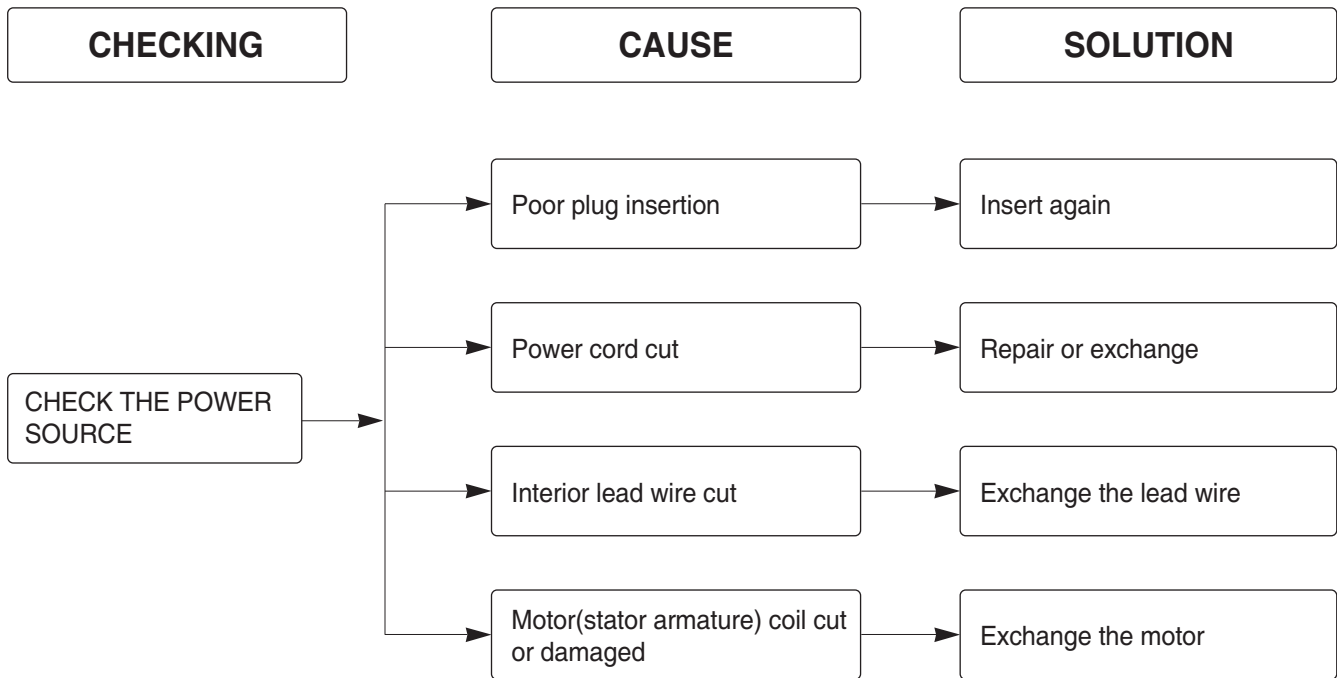 CHECKING
CAUSE
SOLUTION
Poor plug insertion
Insert again
Power cord cut
Repair or exchange
CHECK THE POWER
SOURCE
Interior lead wire cut
Exchange the lead wire
Motor(stator armature) coil cut
or damaged
Exchange the motor